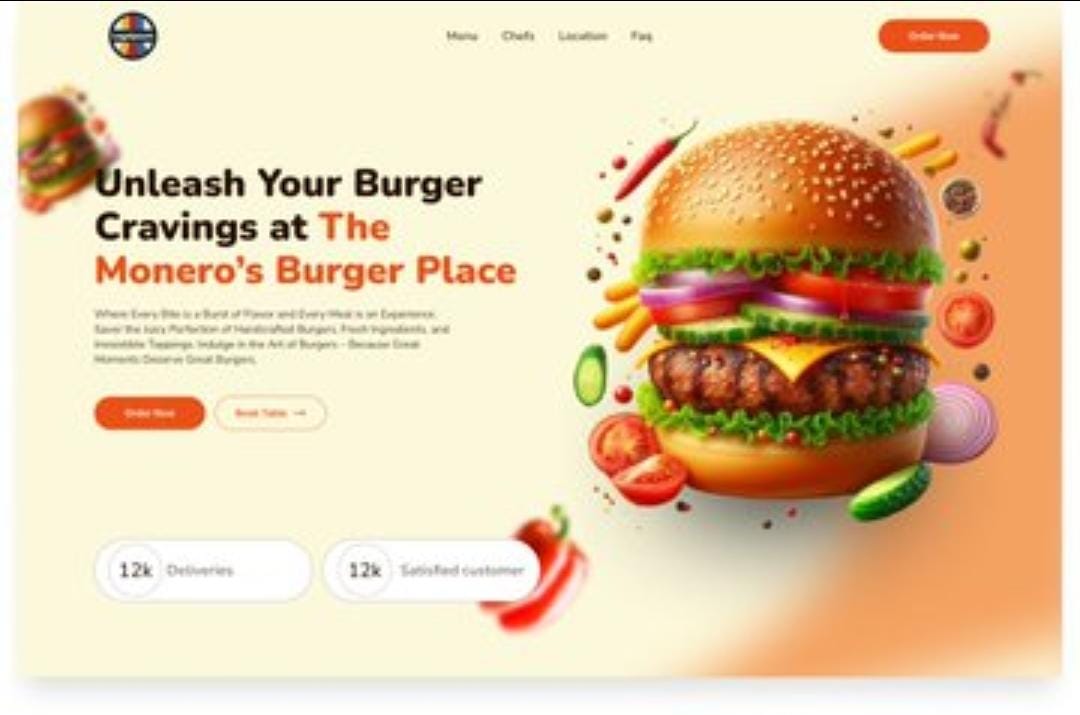 Menu Chefs Location Faq
Order Now
Unleash Your Burger
Cravings at The
Monero's Burger Place
Where Every Bite is a Burst of Flavor and Every Meal is an Experience.
Savor the Juicy Perfection of Handcrafted Burgers, Fresh Ingredients, and
Irresistible Toppings. Indulge in the Art of Burgers - Because Great
Moments Deserve Great Burgers.
Order Now
Book Table →
12k Deliveries
12k Satisfied customer